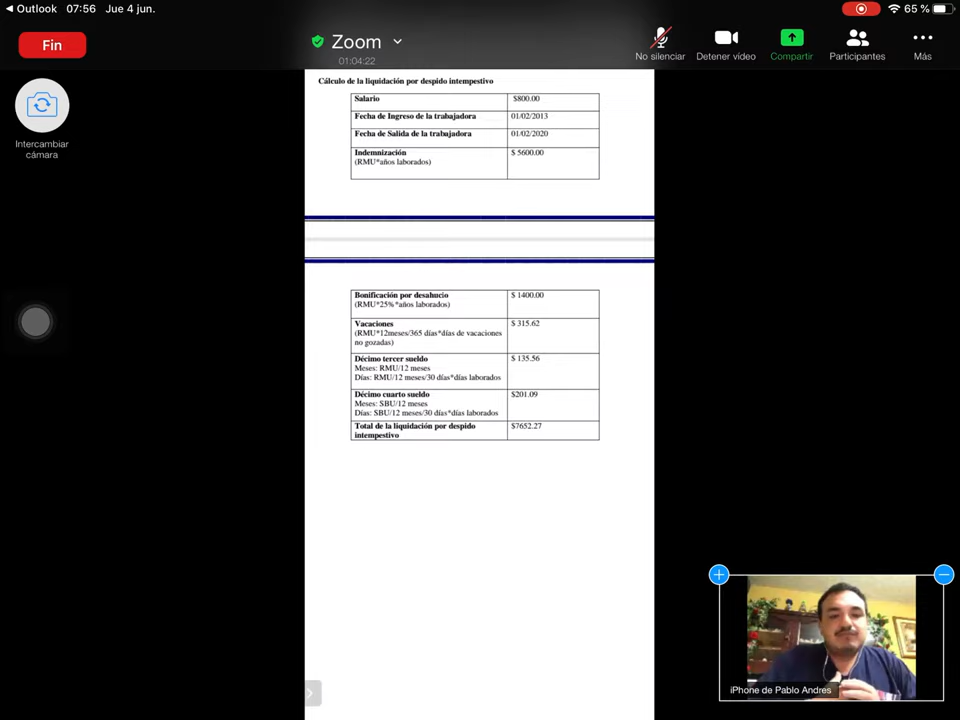 Outlook 07:56 Jue 4 jun. 65 %
Fin
Zoom
01:04:22
No silenciar Detener vídeo Compartir Participantes Más
Intercambiar
cámara
Cálculo de la liquidación por despido intempestivo
Salario $800.00
Fecha de Ingreso de la trabajadora 01/02/2013
Fecha de Salida de la trabajadora 01/02/2020
Indemnización $ 5600.00
(RMU*años laborados)
Bonificación por desahucio $ 1400.00
(RMU*25%*años laborados)
Vacaciones $ 315.62
(RMU*12meses/365 días*días de vacaciones
no gozadas)
Décimo tercer sueldo $ 135.56
Meses: RMU/12 meses
Días: RMU/12 meses/30 días*días laborados
Décimo cuarto sueldo $201.09
Meses: SBU/12 meses
Días: SBU/12 meses/30 días*días laborados
Total de la liquidación por despido $7652.27
intempestivo
iPhone de Pablo Andres